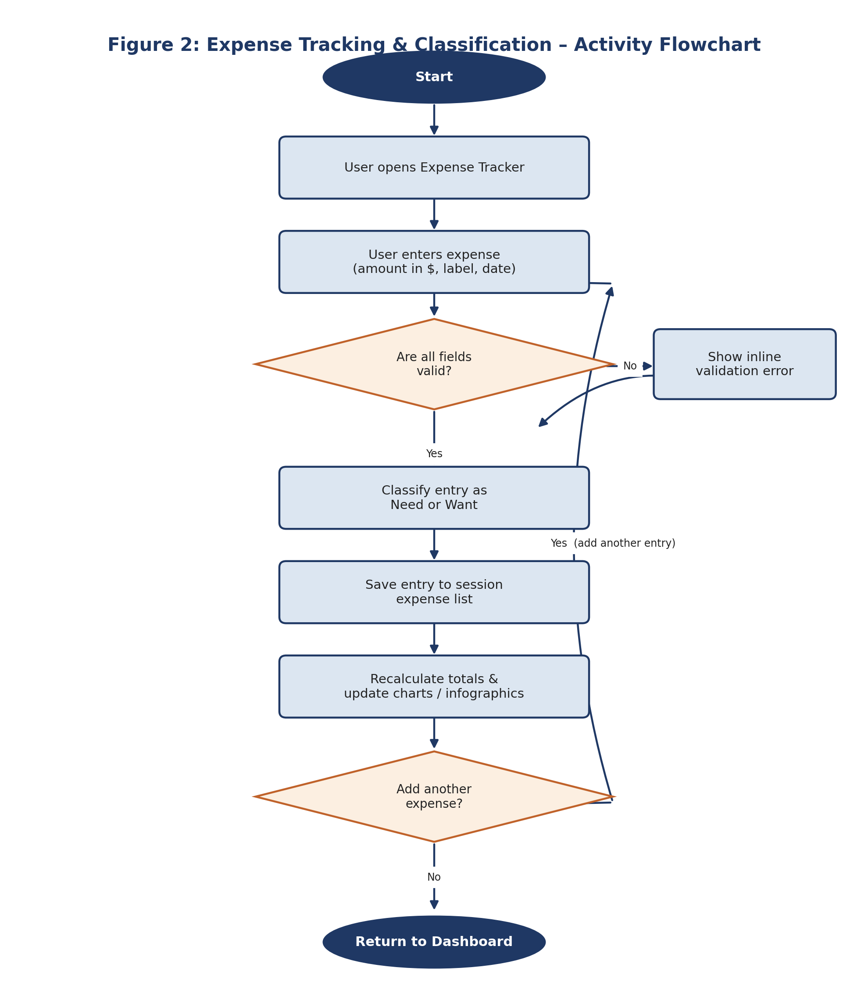 Figure 2: Expense Tracking & Classification – Activity Flowchart
Start
User opens Expense Tracker
User enters expense
(amount in $, label, date)
Are all fields
valid?
No
Show inline
validation error
Yes
Classify entry as
Need or Want
Yes  (add another entry)
Save entry to session
expense list
Recalculate totals &
update charts / infographics
Add another
expense?
No
Return to Dashboard